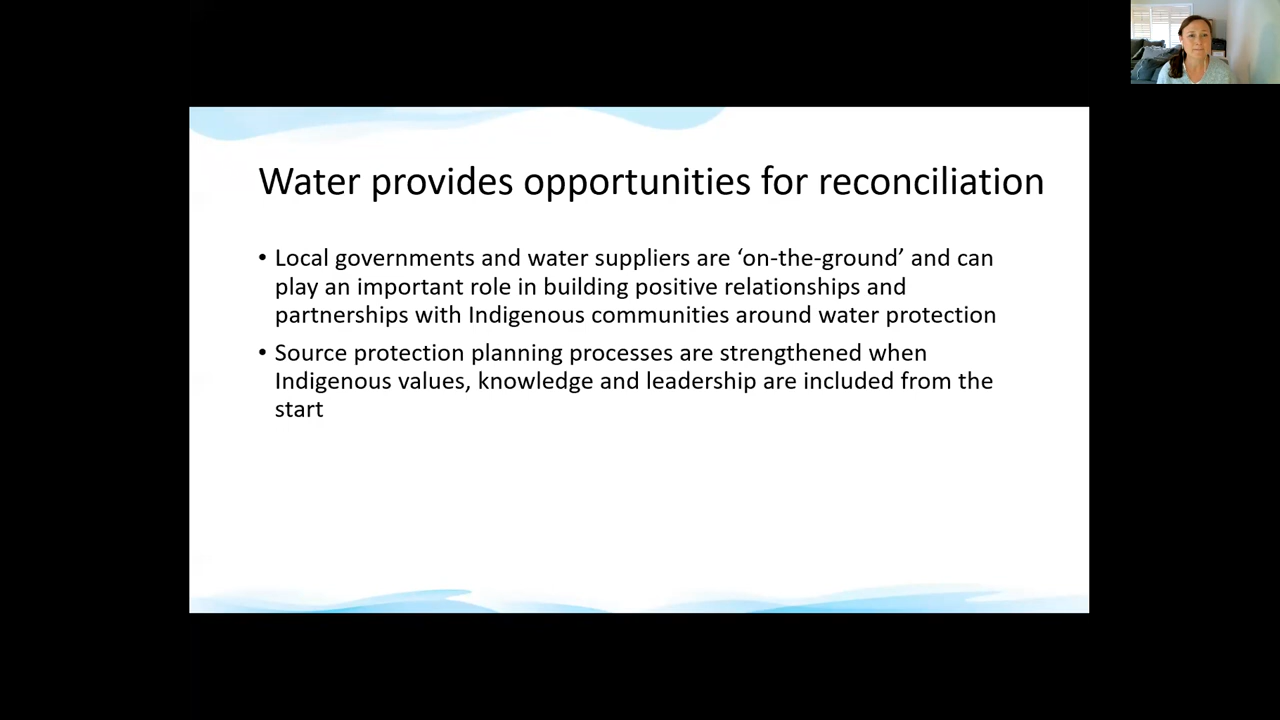 Water provides opportunities for reconciliation
• Local governments and water suppliers are ‘on-the-ground’ and can
play an important role in building positive relationships and
partnerships with Indigenous communities around water protection
• Source protection planning processes are strengthened when
Indigenous values, knowledge and leadership are included from the
start